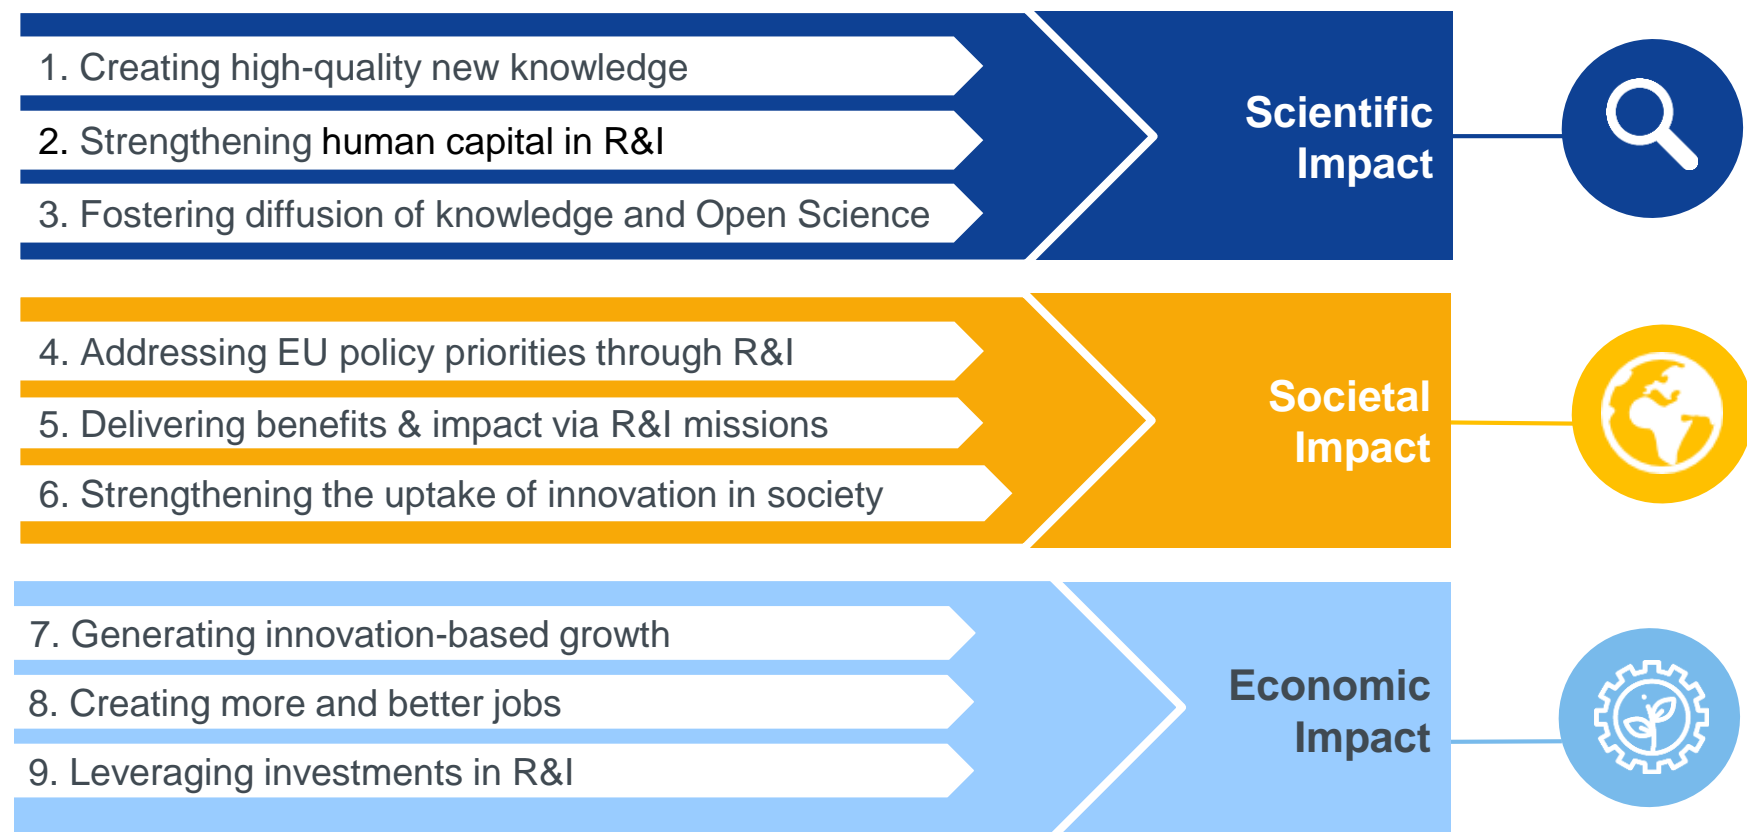 1. Creating high-quality new knowledge
2. Strengthening human capital in R&I
3. Fostering diffusion of knowledge and Open Science
Scientific
Impact
4. Addressing EU policy priorities through R&I
5. Delivering benefits & impact via R&I missions
6. Strengthening the uptake of innovation in society
Societal
Impact
7. Generating innovation-based growth
8. Creating more and better jobs
9. Leveraging investments in R&I
Economic
Impact